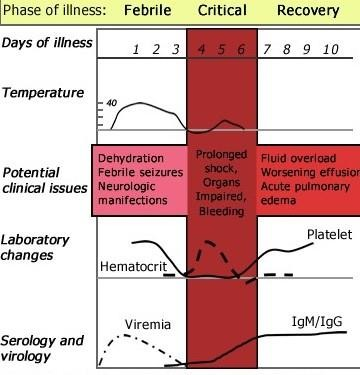 Phase of illness: Febrile Critical Recovery
Days of illness 1 2 3 4 5 6 7 8 9 10
Temperature
40
Potential
clinical issues
Dehydration
Febrile seizures
Neurologic
manifections
Prolonged
shock,
Organs
Impaired,
Bleeding
Fluid overload
Worsening effusion
Acute pulmonary
edema
Laboratory
changes
Platelet
Hematocrit
Serology and
virology
Viremia
IgM/IgG